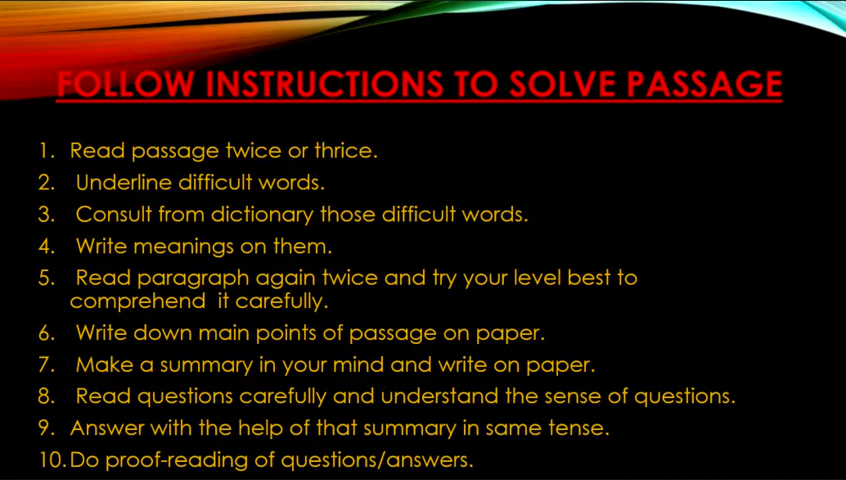 FOLLOW INSTRUCTIONS TO SOLVE PASSAGE
1. Read passage twice or thrice.
2. Underline difficult words.
3. Consult from dictionary those difficult words.
4. Write meanings on them.
5. Read paragraph again twice and try your level best to
comprehend it carefully.
6. Write down main points of passage on paper.
7. Make a summary in your mind and write on paper.
8. Read questions carefully and understand the sense of questions.
9. Answer with the help of that summary in same tense.
10. Do proof-reading of questions/answers.